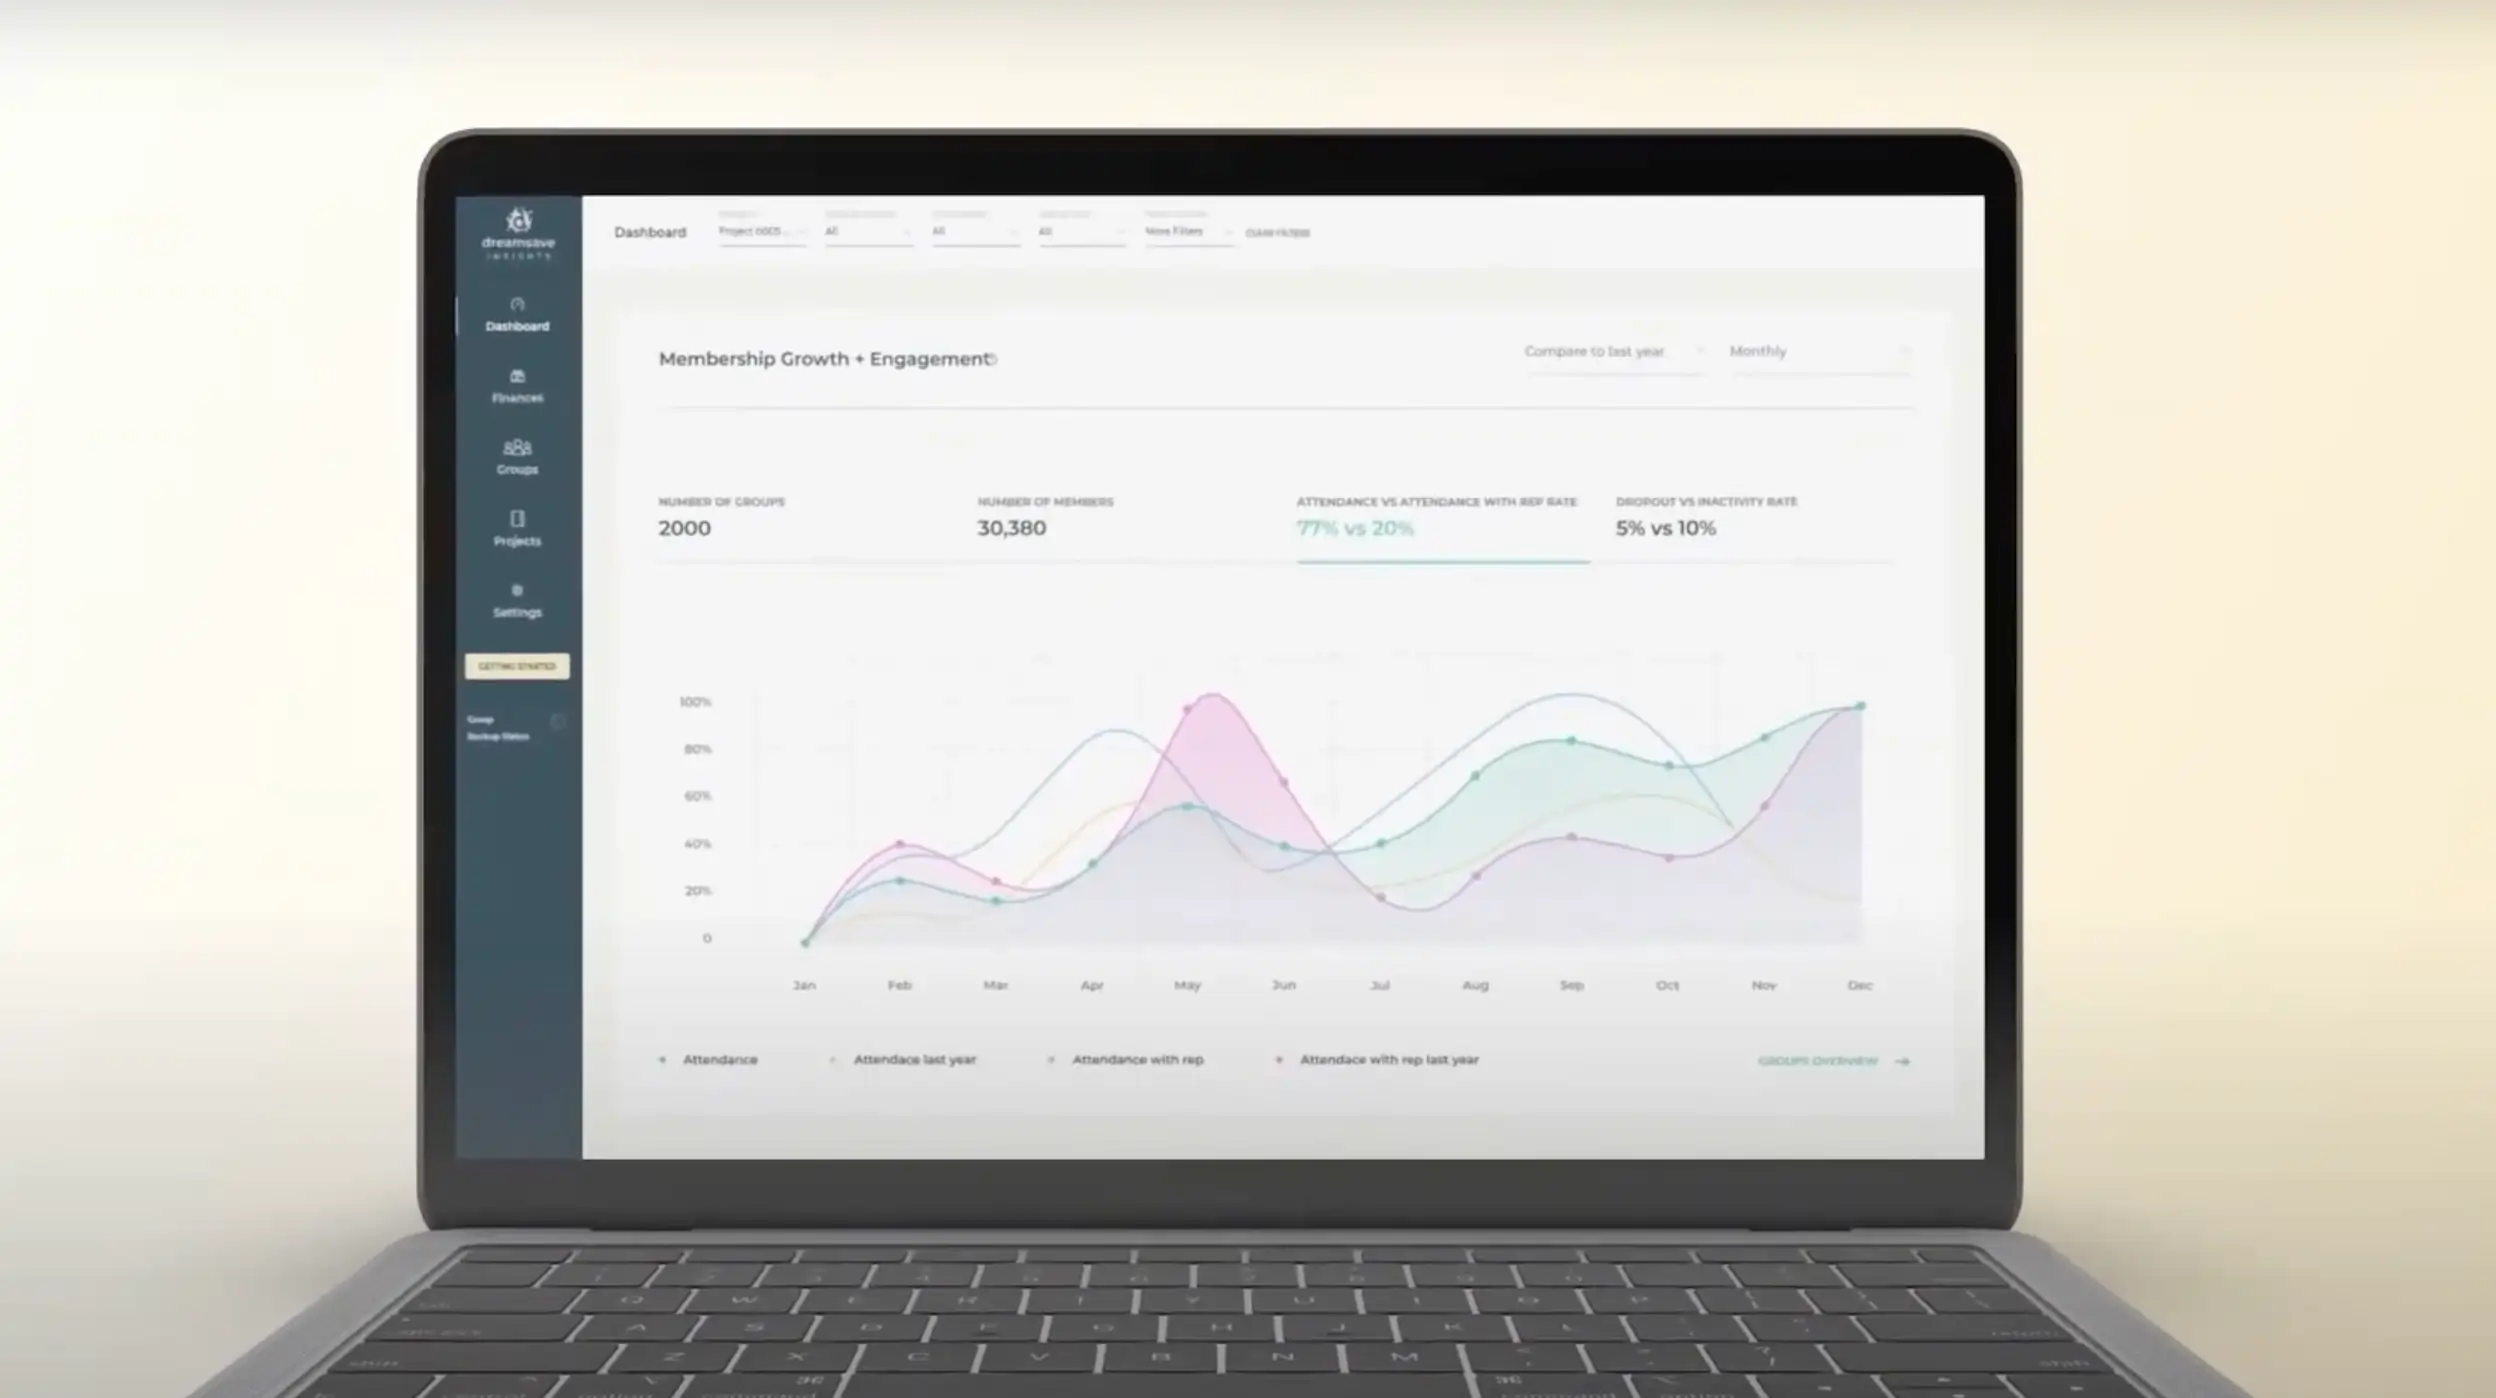 dreamsave
INSIGHTS
Dashboard
Finances
Groups
Projects
Settings
GETTING STARTED
Group
Backup Status
Dashboard
Project
All
All
All
More Filters
CLEAR FILTERS
Membership Growth + Engagement
Compare to last year
Monthly
NUMBER OF GROUPS
2000
NUMBER OF MEMBERS
30,380
ATTENDANCE VS ATTENDANCE WITH REP RATE
77% vs 20%
DROPOUT VS INACTIVITY RATE
5% vs 10%
100%
80%
60%
40%
20%
0
Jan Feb Mar Apr May Jun Jul Aug Sep Oct Nov Dec
Attendance
Attendace last year
Attendance with rep
Attendace with rep last year
GROUPS OVERVIEW
Q W E R T Y U I O P
A S D F G H J K L
Z X C V B N M